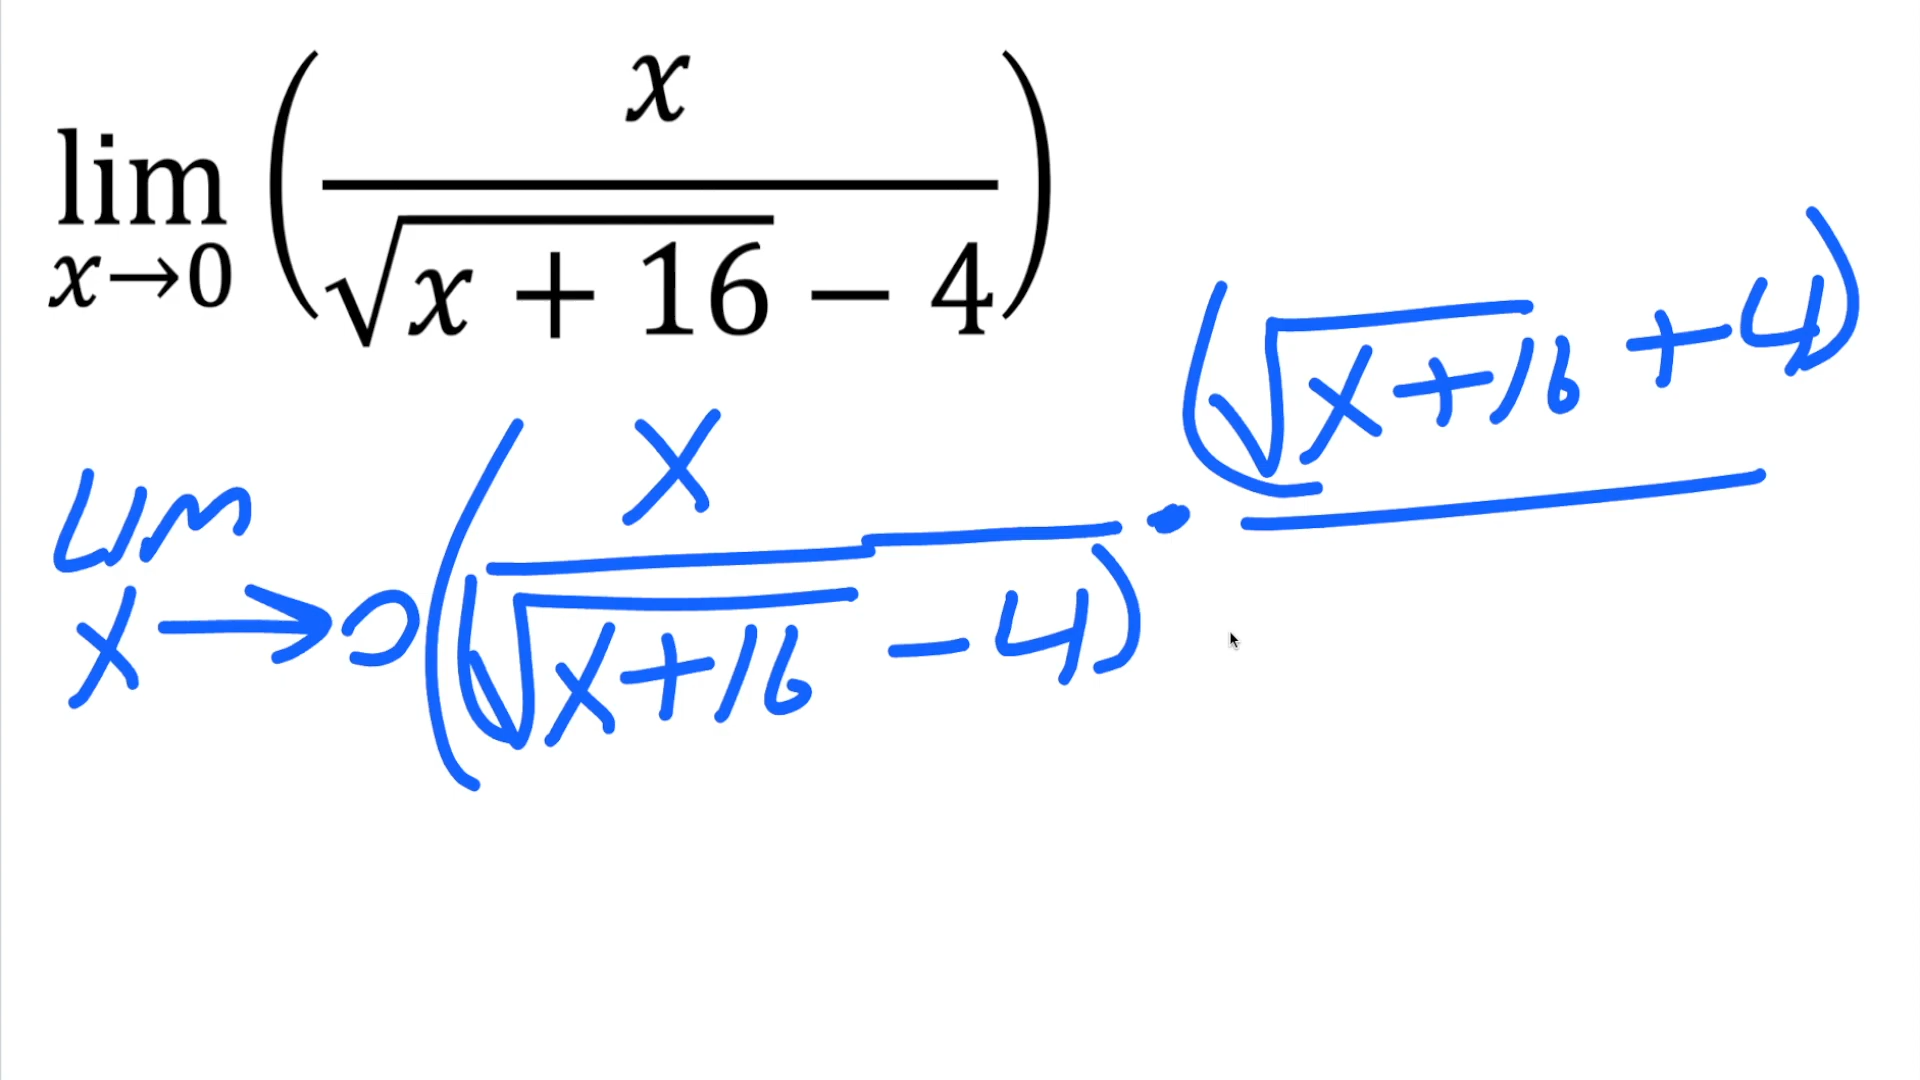 lim x→0 ( x / (√(x + 16) − 4) )
lim x→0 ( x / (√(x+16) − 4) · (√(x+16) + 4) /